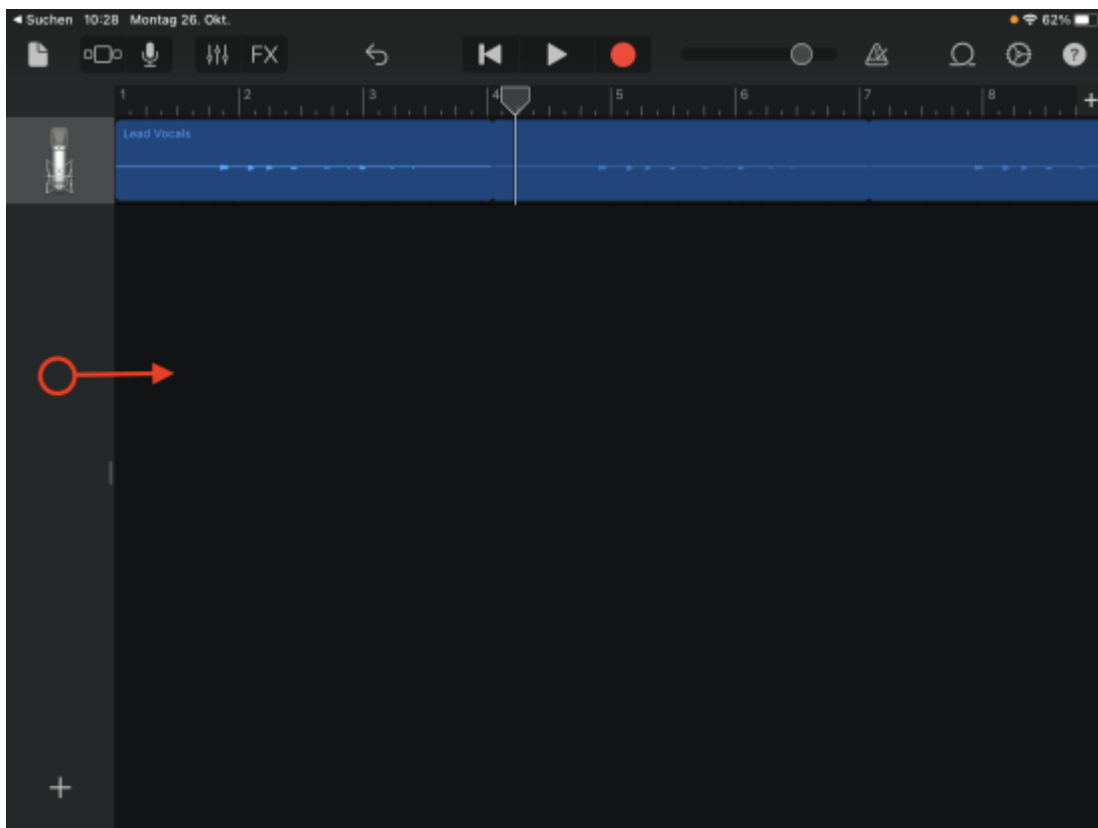 ◄ Suchen 10:28 Montag 26. Okt. 62%
FX ?
1 2 3 4 5 6 7 8 +
Lead Vocals
+